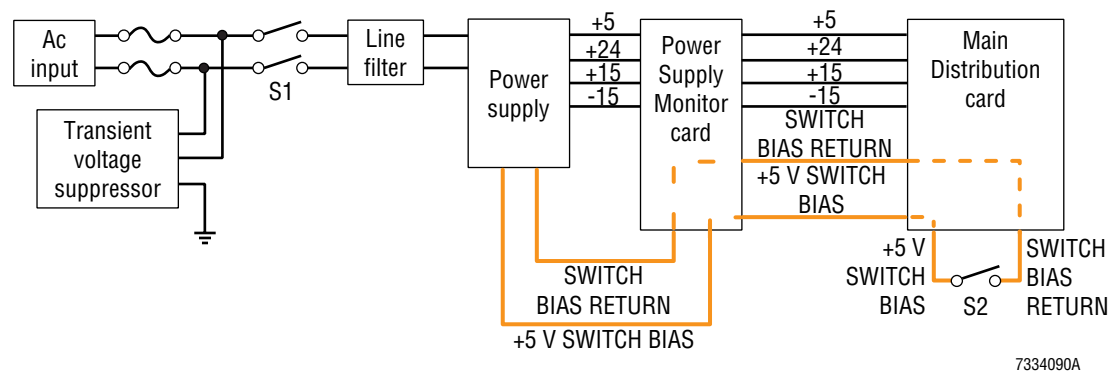 Ac
input
S1
Line
filter
Transient
voltage
suppressor
Power
supply
+5
+24
+15
-15
Power
Supply
Monitor
card
+5
+24
+15
-15
SWITCH
BIAS RETURN
+5 V SWITCH
BIAS
Main
Distribution
card
SWITCH
BIAS RETURN
+5 V SWITCH BIAS
+5 V
SWITCH
BIAS
S2
SWITCH
BIAS
RETURN
7334090A